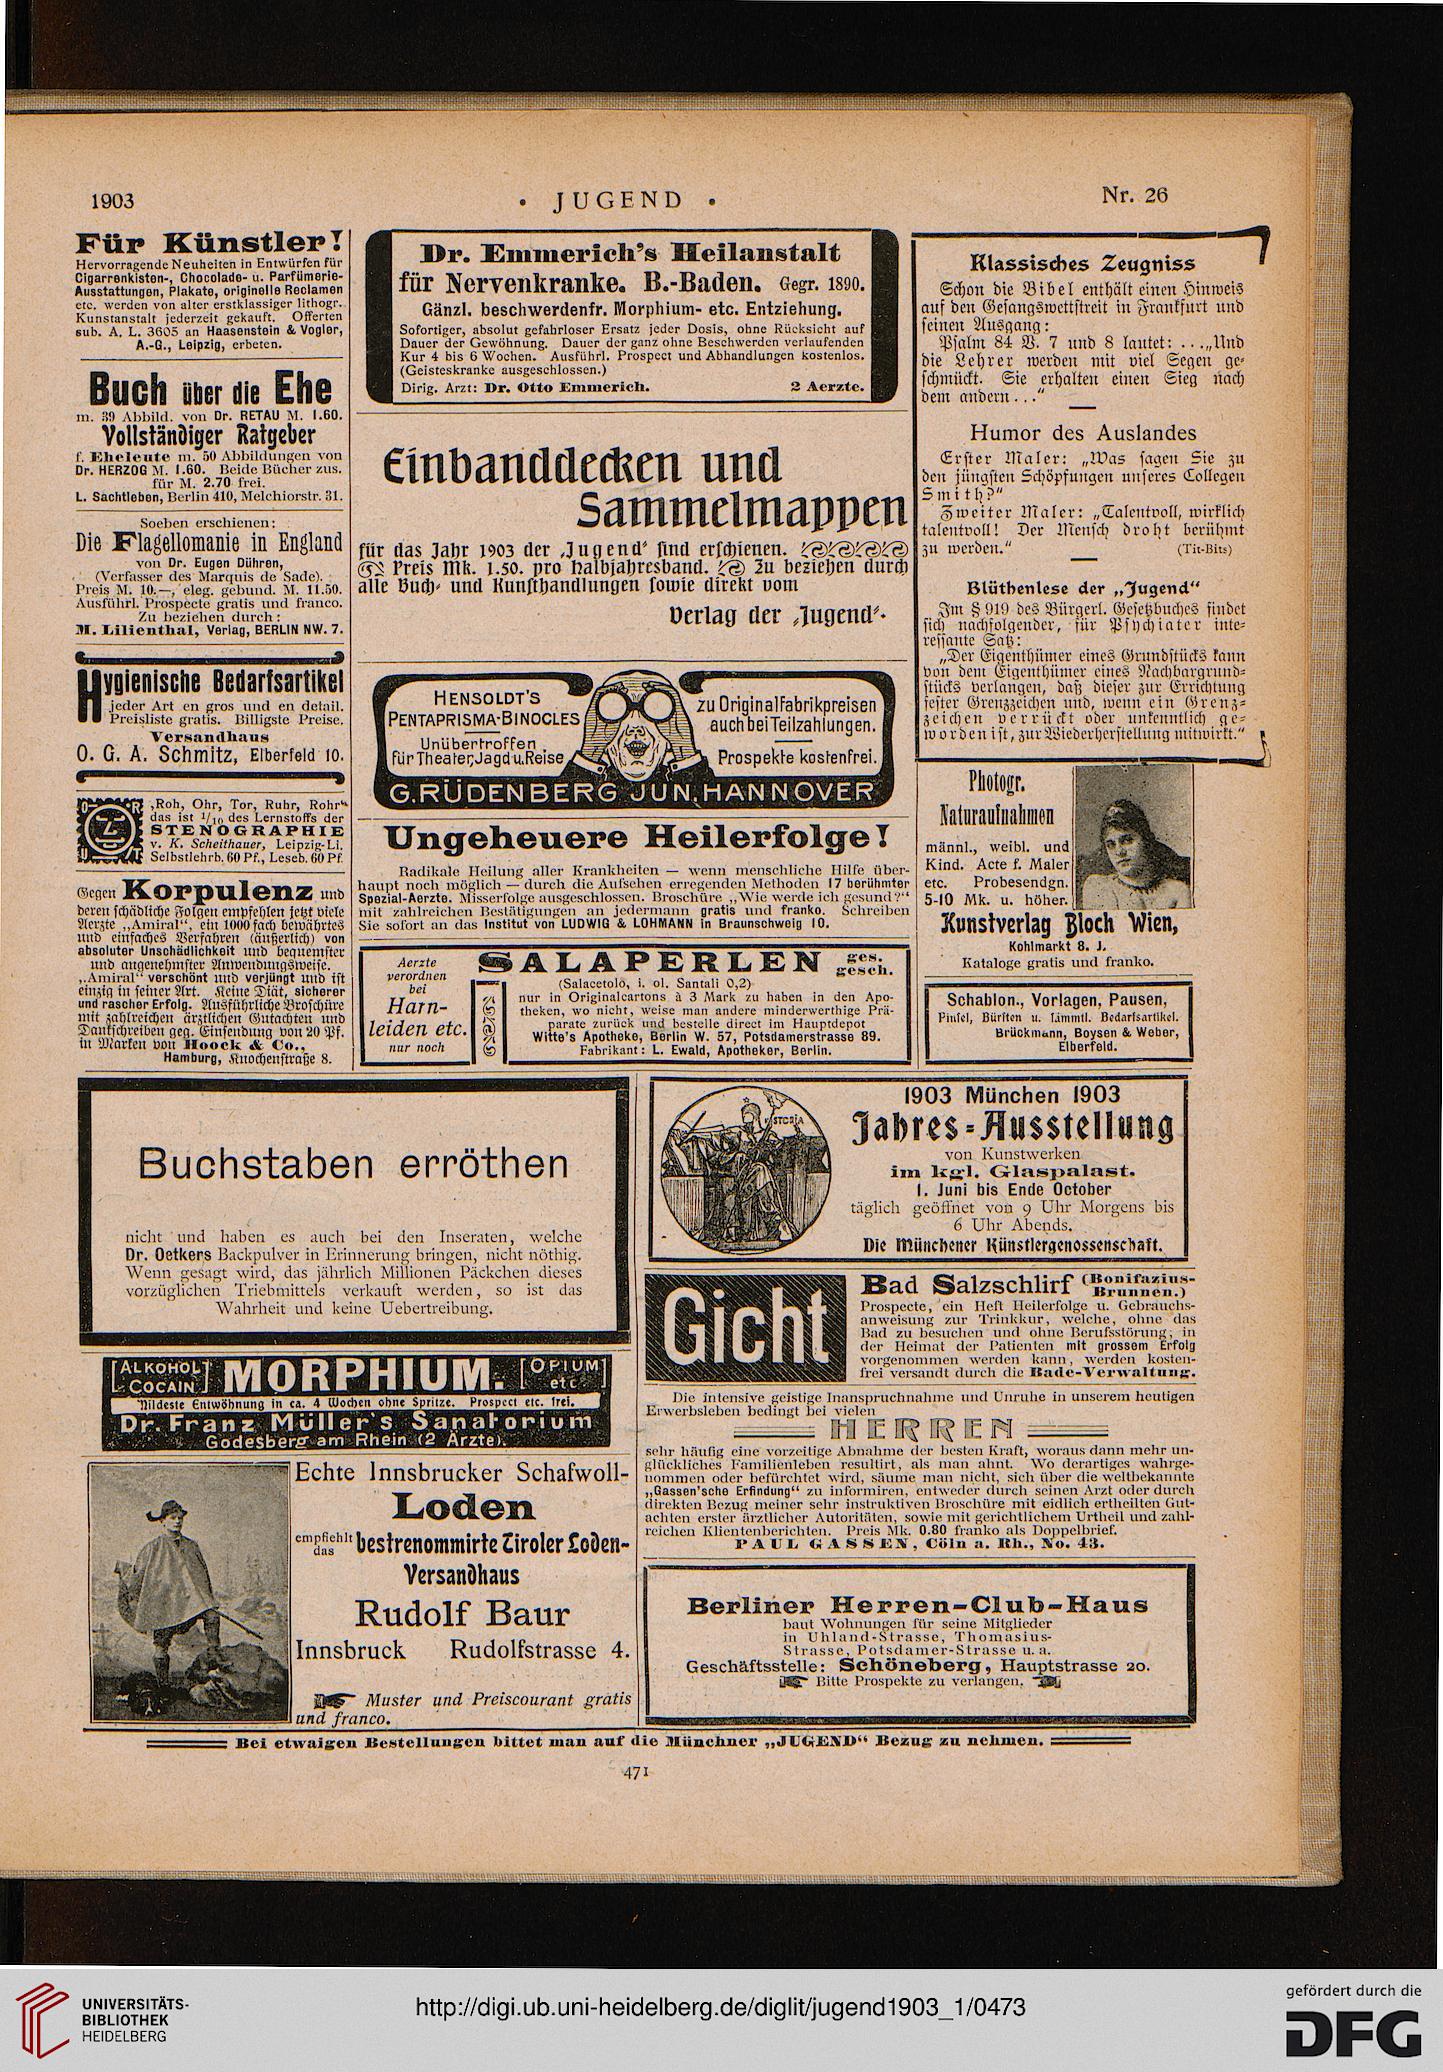 1903
• JUGEND •
Nr. 26
Für Künstler!
Hervorragende Neuheiten in Entwürfen für
Cigarrenkisten-, Chocolade- u. Parfümerie-
Ausstattungen, Plakate, originelle Reclamen
etc. werden von alter erstklassiger lithogr.
Kunstanstalt jederzeit gekauft. Offerten
sub. A. L. 3605 an Haasenstein & Vogler,
A.-G., Leipzig, erbeten.
Buch über die Ehe
m. 39 Abbild. von Dr. RETAU M. 1.60.
Vollständiger Ratgeber
f. Eheleute m. 50 Abbildungen von
Dr. HERZOG M. 1.60. Beide Bücher zus.
für M. 2.70 frei.
L. Sachtleben, Berlin 410, Melchiorstr. 31.
Soeben erschienen:
Die Flagellomanie in England
von Dr. Eugen Dühren,
(Verfasser des Marquis de Sade).
Preis M. 10.—, eleg. gebund. M. 11.50.
Ausführl. Prospecte gratis und franco.
Zu beziehen durch:
M. Lilienthal, Verlag, BERLIN NW. 7.
Hygienische Bedarfsartikel
jeder Art en gros und en detail.
Preisliste gratis. Billigste Preise.
Versandhaus
O. G. A. Schmitz, Elberfeld 10.
„Roh, Ohr, Tor, Ruhr, Rohr“
das ist 1/10 des Lernstoffs der
STENOGRAPHIE
v. K. Scheithauer, Leipzig-Li.
Selbstlehrb. 60 Pf., Leseb. 60 Pf.
Gegen Korpulenz und
deren schädliche Folgen empfehlen jetzt viele
Aerzte „Amiral“, ein 1000fach bewährtes
und einfaches Verfahren (äußerlich) von
absoluter Unschädlichkeit und bequemster
und angenehmster Anwendungsweise.
„Amiral“ verschönt und verjüngt und ist
einzig in seiner Art. Keine Diät, sicherer
und rascher Erfolg. Ausführliche Broschüre
mit zahlreichen ärztlichen Gutachten und
Dankschreiben geg. Einsendung von 20 Pf.
in Marken von Hoock & Co.,
Hamburg, Knochenstraße 8.
Dr. Emmerich's Heilanstalt
für Nervenkranke. B.-Baden. Gegr. 1890.
Gänzl. beschwerdenfr. Morphium- etc. Entziehung.
Sofortiger, absolut gefahrloser Ersatz jeder Dosis, ohne Rücksicht auf
Dauer der Gewöhnung. Dauer der ganz ohne Beschwerden verlaufenden
Kur 4 bis 6 Wochen. Ausführl. Prospect und Abhandlungen kostenlos.
(Geisteskranke ausgeschlossen.)
Dirig. Arzt: Dr. Otto Emmerich. 2 Aerzte.
Einbanddecken und
Sammelmappen
für das Jahr 1903 der „Jugend“ sind erschienen.
Preis Mk. 1.50. pro Halbjahresband. Zu beziehen durch
alle Buch- und Kunsthandlungen sowie direkt vom
Verlag der „Jugend“.
HENSOLDT'S
PENTAPRISMA-BINOCLES
Unübertroffen
für Theater, Jagd u. Reise
zu Originalfabrikpreisen
auch bei Teilzahlungen.
Prospekte kostenfrei.
G. RÜDENBERG JUN, HANNOVER
Ungeheuere Heilerfolge!
Radikale Heilung aller Krankheiten — wenn menschliche Hilfe über-
haupt noch möglich — durch die Aufsehen erregenden Methoden 17 berühmter
Spezial-Aerzte. Misserfolge ausgeschlossen. Broschüre „Wie werde ich gesund?“
mit zahlreichen Bestätigungen an jedermann gratis und franko. Schreiben
Sie sofort an das Institut von LUDWIG & LOHMANN in Braunschweig 10.
Aerzte
verordnen
bei
Harn-
leiden etc.
nur noch
SALAPERLEN ges. gesch.
(Salacetolo, i. ol. Santali 0,2)
nur in Originalcartons à 3 Mark zu haben in den Apo-
theken, wo nicht, weise man andere minderwerthige Prä-
parate zurück und bestelle direct im Hauptdepot
Witte's Apotheke, Berlin W. 57, Potsdamerstrasse 89.
Fabrikant: L. Ewald, Apotheker, Berlin.
Klassisches Zeugniss
Schon die Bibel enthält einen Hinweis
auf den Gesangswettstreit in Frankfurt und
seinen Ausgang:
Psalm 84 V. 7 und 8 lautet: ...„Und
die Lehrer werden mit viel Segen ge-
schmückt. Sie erhalten einen Sieg nach
dem andern...“
Humor des Auslandes
Erster Maler: „Was sagen Sie zu
den jüngsten Schöpfungen unseres Collegen
Smith?“
Zweiter Maler: „Talentvoll, wirklich
talentvoll! Der Mensch droht berühmt
zu werden.“ (Tit-Bits)
Blüthenlese der „Jugend“
Im § 919 des Bürgerl. Gesetzbuches findet
sich nachfolgender, für Psychiater inte-
ressante Satz:
„Der Eigenthümer eines Grundstücks kann
von dem Eigenthümer eines Nachbargrund-
stücks verlangen, daß dieser zur Errichtung
fester Grenzzeichen und, wenn ein Grenz-
zeichen verrückt oder unkenntlich ge-
worden ist, zur Wiederherstellung mitwirkt.“
Photogr.
Naturaufnahmen
männl., weibl. und
Kind. Acte f. Maler
etc. Probesendgn.
5-10 Mk. u. höher.
Kunstverlag Bloch Wien,
Kohlmarkt 8. J.
Kataloge gratis und franko.
Schablon., Vorlagen, Pausen,
Pinsel, Bürsten u. sämmtl. Bedarfsartikel.
Brückmann, Boysen & Weber,
Elberfeld.
Buchstaben erröthen
nicht und haben es auch bei den Inseraten, welche
Dr. Oetkers Backpulver in Erinnerung bringen, nicht nöthig.
Wenn gesagt wird, das jährlich Millionen Päckchen dieses
vorzüglichen Triebmittels verkauft werden, so ist das
Wahrheit und keine Uebertreibung.
ALKOHOL
COCAIN
MORPHIUM.
OPIUM
etc
Mildeste Entwöhnung in ca. 4 Wochen ohne Spritze. Prospect etc. frei.
Dr. Franz Müller's Sanatorium
Godesberg am Rhein (2 Ärzte).
Echte Innsbrucker Schafwoll-
Loden
empfiehlt das bestrenommirte Tiroler Loden-
Versandhaus
Rudolf Baur
Innsbruck Rudolfstrasse 4.
Muster und Preiscourant gratis
und franco.
1903 München 1903
Jahres-Ausstellung
von Kunstwerken
im kgl. Glaspalast.
1. Juni bis Ende October
täglich geöffnet von 9 Uhr Morgens bis
6 Uhr Abends.
Die Münchener Künstlergenossenschaft.
Gicht
Bad Salzschlirf (Bonifazius-Brunnen.)
Prospecte, ein Heft Heilerfolge u. Gebrauchs-
anweisung zur Trinkkur, welche, ohne das
Bad zu besuchen und ohne Berufsstörung, in
der Heimat der Patienten mit grossem Erfolg
vorgenommen werden kann, werden kosten-
frei versandt durch die Bade-Verwaltung.
Die intensive geistige Inanspruchnahme und Unruhe in unserem heutigen
Erwerbsleben bedingt bei vielen
HERREN
sehr häufig eine vorzeitige Abnahme der besten Kraft, woraus dann mehr un-
glückliches Familienleben resultirt, als man ahnt. Wo derartiges wahrge-
nommen oder befürchtet wird, säume man nicht, sich über die weltbekannte
„Gassen'sche Erfindung“ zu informiren, entweder durch seinen Arzt oder durch
direkten Bezug meiner sehr instruktiven Broschüre mit eidlich ertheilten Gut-
achten erster ärztlicher Autoritäten, sowie mit gerichtlichem Urtheil und zahl-
reichen Klientenberichten. Preis Mk. 0.80 franko als Doppelbrief.
PAUL GASSEN, Cöln a. Rh., No. 43.
Berliner Herren-Club-Haus
baut Wohnungen für seine Mitglieder
in Uhland-Strasse, Thomasius-
Strasse, Potsdamer-Strasse u. a.
Geschäftsstelle: Schöneberg, Hauptstrasse 20.
Bitte Prospekte zu verlangen.
Bei etwaigen Bestellungen bittet man auf die Münchner „JUGEND“ Bezug zu nehmen.
471
UNIVERSITÄTS-
BIBLIOTHEK
HEIDELBERG
http://digi.ub.uni-heidelberg.de/diglit/jugend1903_1/0473
gefördert durch die
DFG